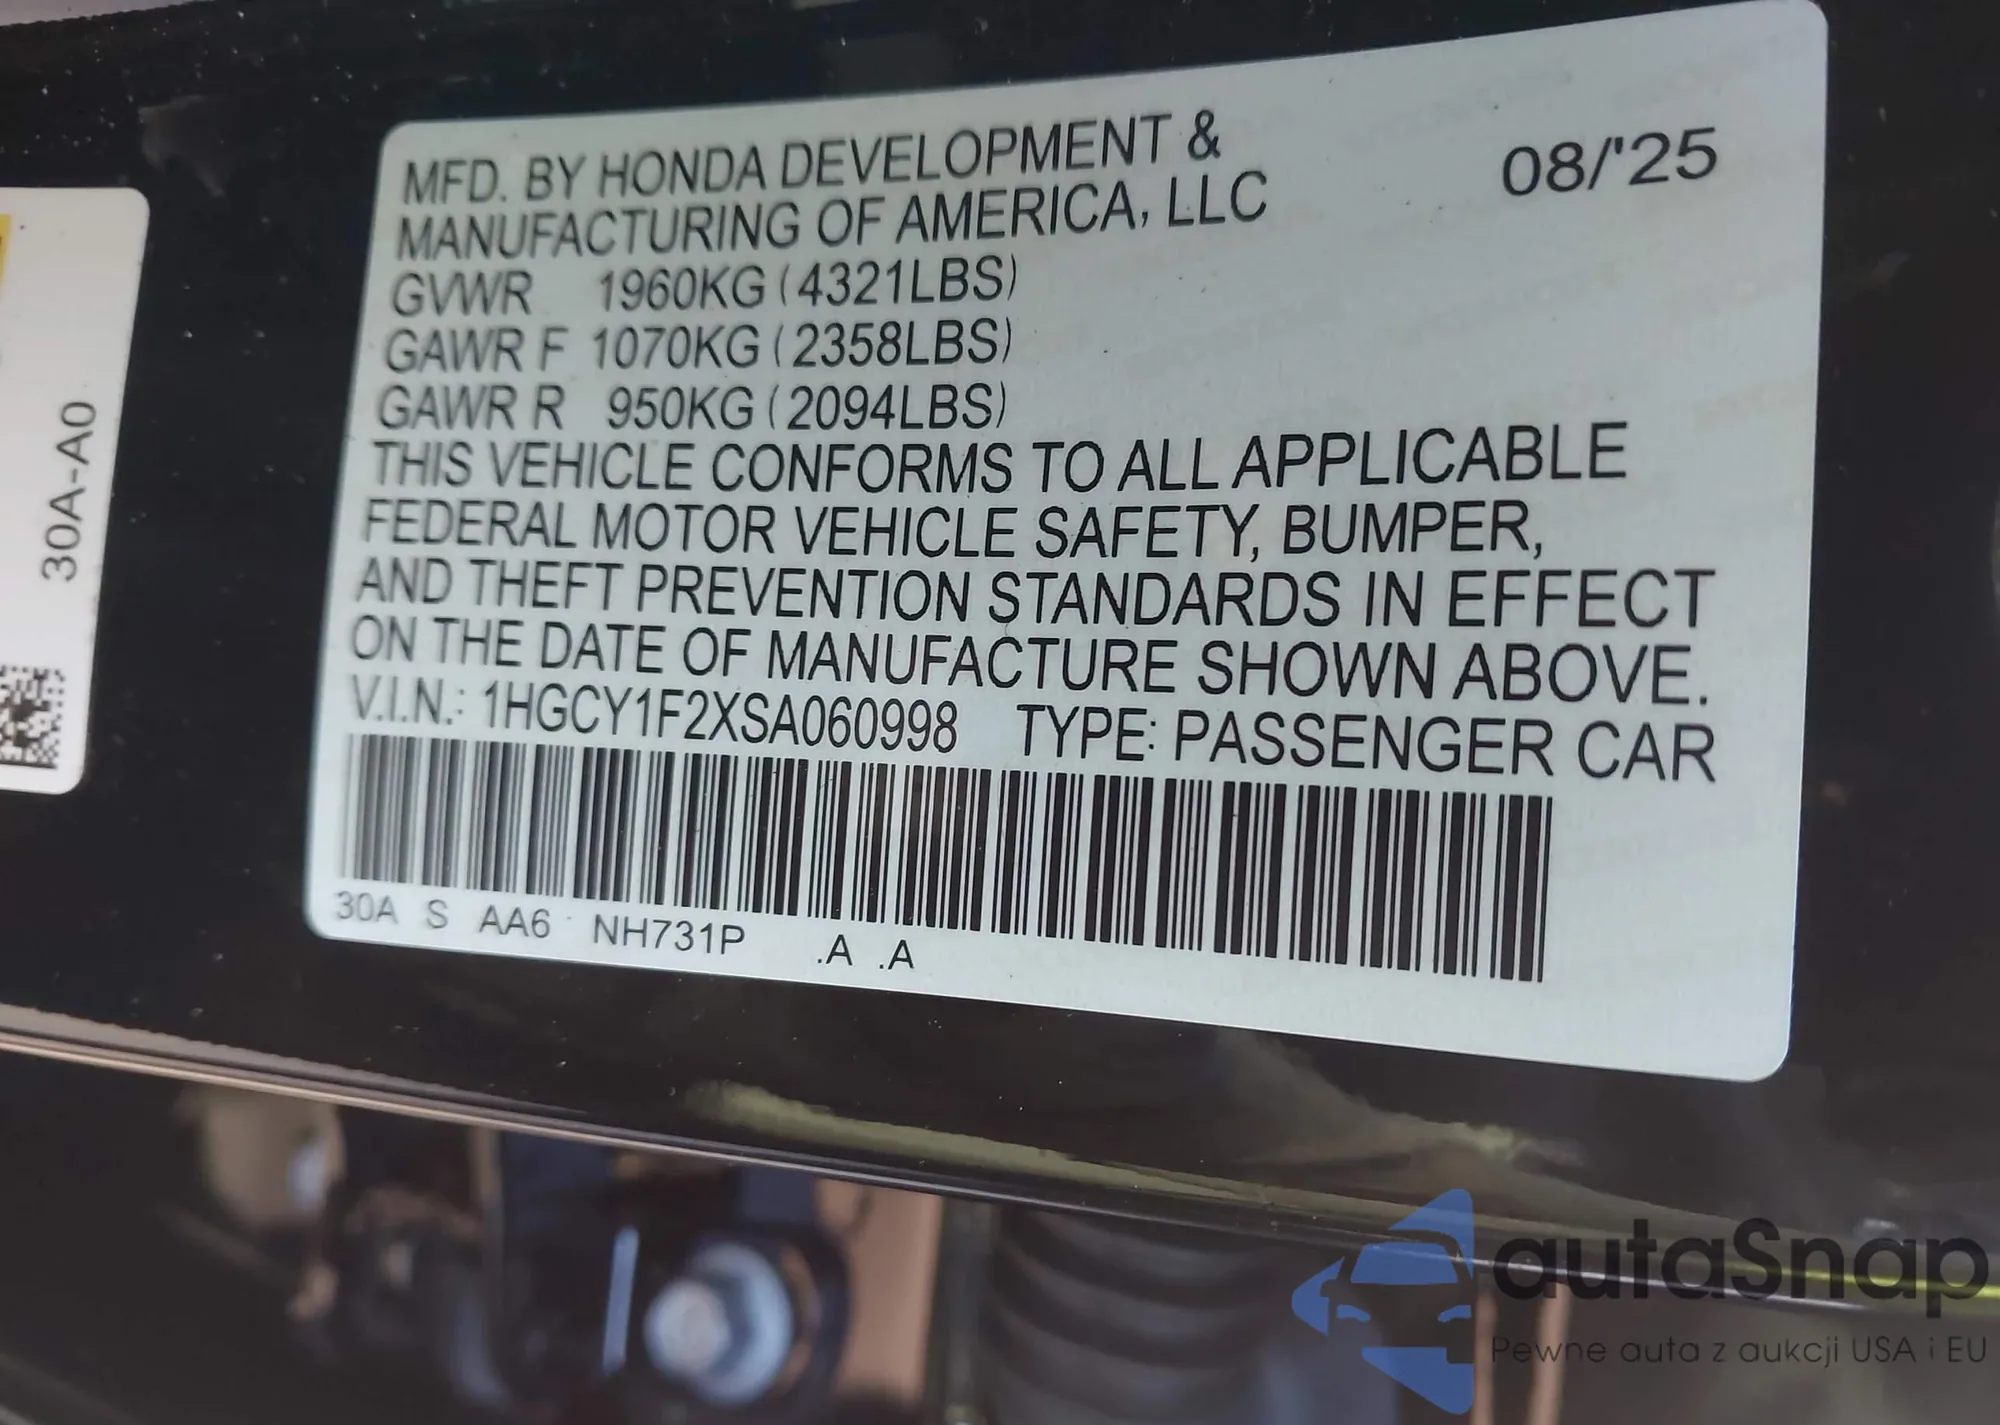 MFD. BY HONDA DEVELOPMENT &
MANUFACTURING OF AMERICA, LLC
08/'25
GVWR 1960KG (4321LBS)
GAWR F 1070KG (2358LBS)
GAWR R 950KG (2094LBS)
THIS VEHICLE CONFORMS TO ALL APPLICABLE
FEDERAL MOTOR VEHICLE SAFETY, BUMPER,
AND THEFT PREVENTION STANDARDS IN EFFECT
ON THE DATE OF MANUFACTURE SHOWN ABOVE.
V.I.N.: 1HGCY1F2XSA060998 TYPE: PASSENGER CAR
30A S AA6 NH731P .A .A
30A-A0
autaSnap
Pewne auta z aukcji USA i EU